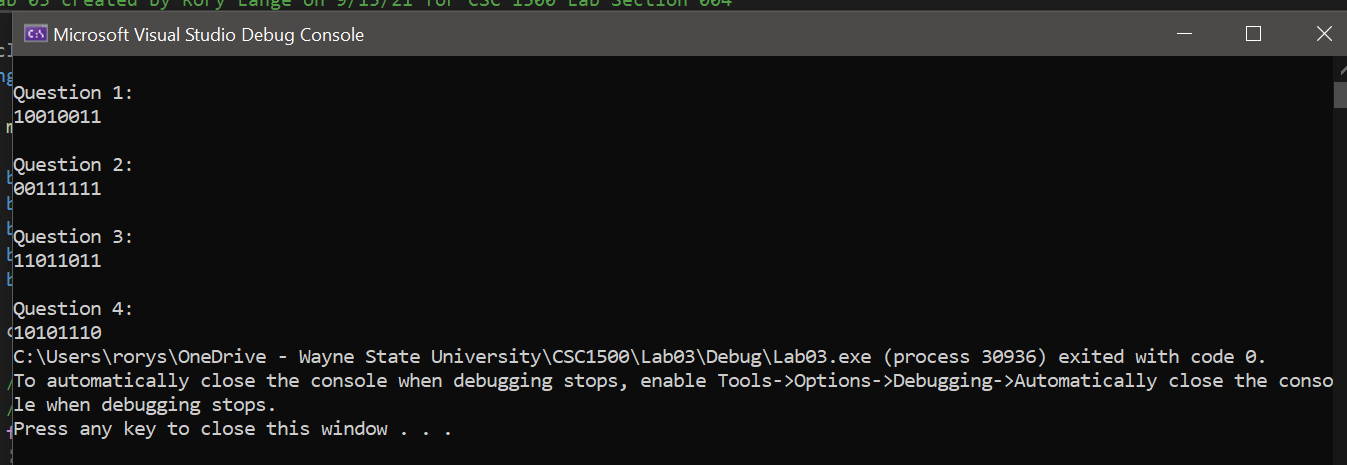 ab 03 created by Rory Lange on 9/15/21 for CSC 1500 Lab Section 004
Microsoft Visual Studio Debug Console
Question 1:
10010011
Question 2:
00111111
Question 3:
11011011
Question 4:
10101110
C:\Users\rorys\OneDrive - Wayne State University\CSC1500\Lab03\Debug\Lab03.exe (process 30936) exited with code 0.
To automatically close the console when debugging stops, enable Tools->Options->Debugging->Automatically close the conso
le when debugging stops.
Press any key to close this window . . .